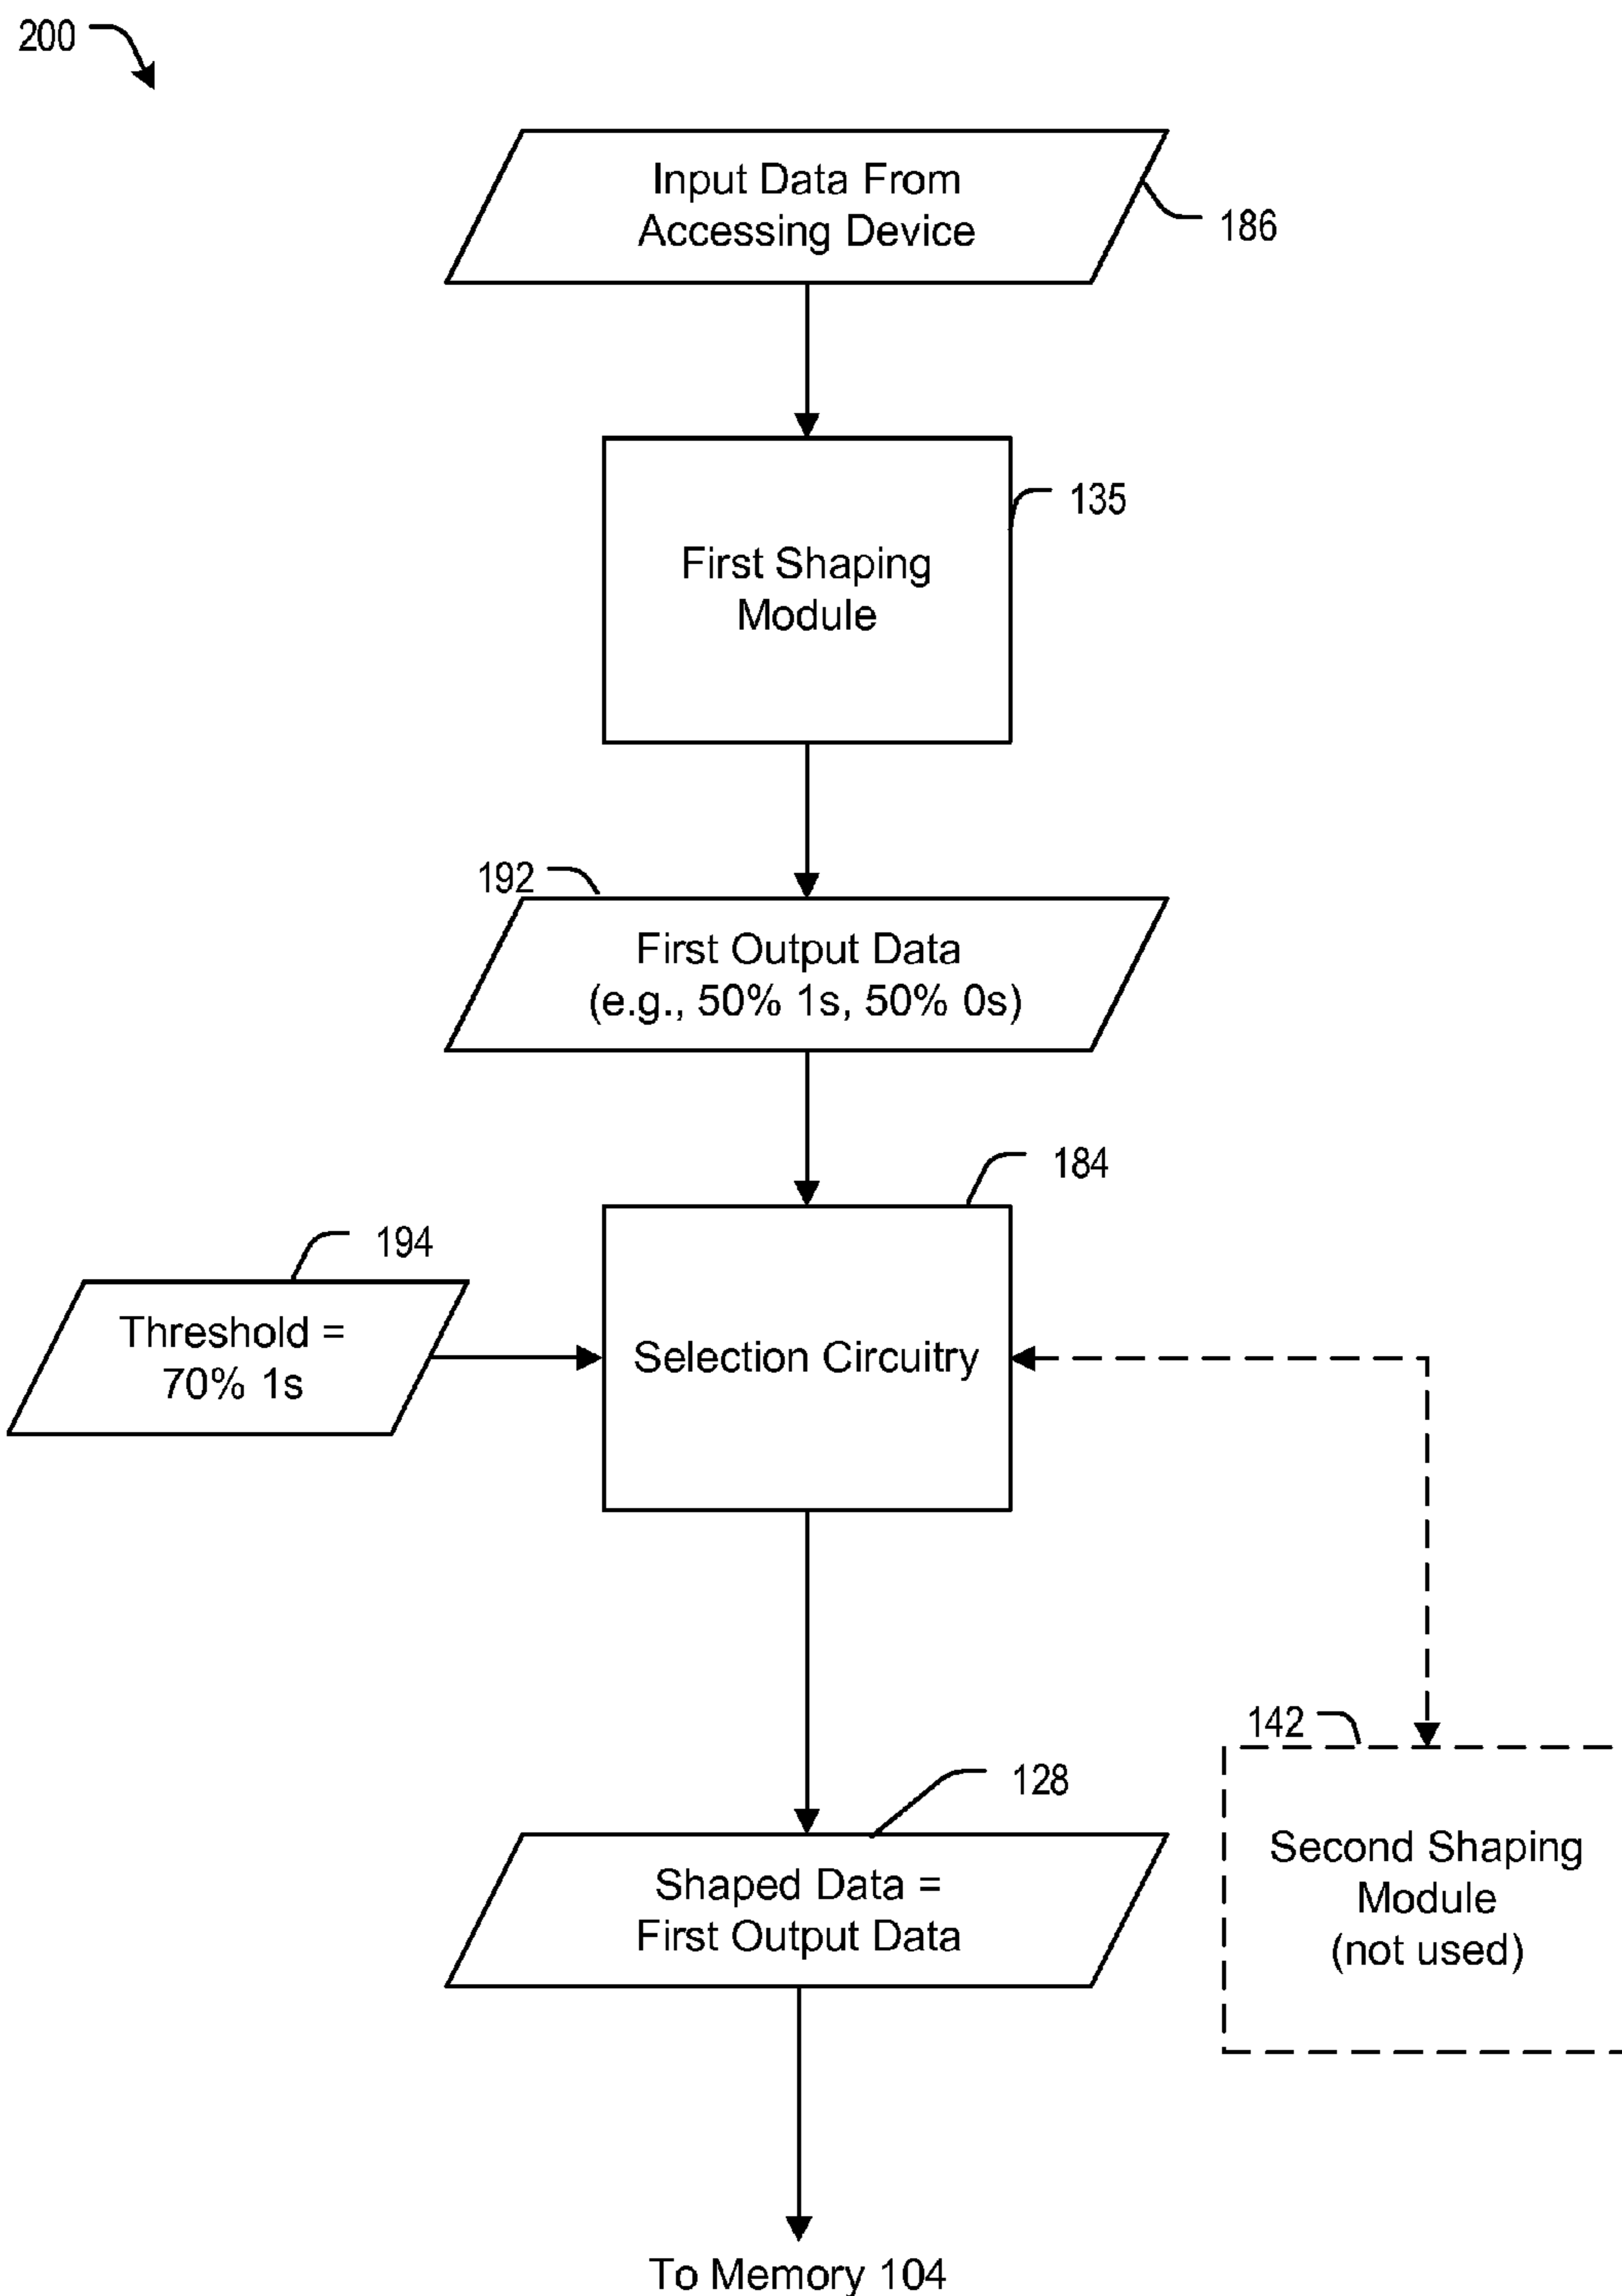 200
Input Data From
Accessing Device
186
135
First Shaping
Module
192
First Output Data
(e.g., 50% 1s, 50% 0s)
184
194
Threshold =
70% 1s
Selection Circuitry
142
128
Second Shaping
Module
(not used)
Shaped Data =
First Output Data
To Memory 104